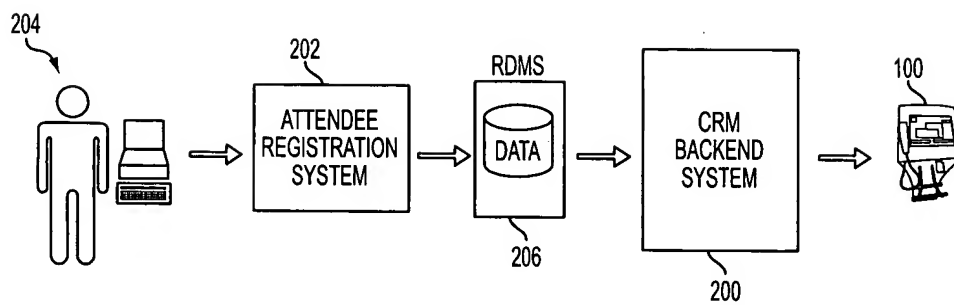 204
202
RDMS
100
ATTENDEE
REGISTRATION
SYSTEM
DATA
CRM
BACKEND
SYSTEM
206
200